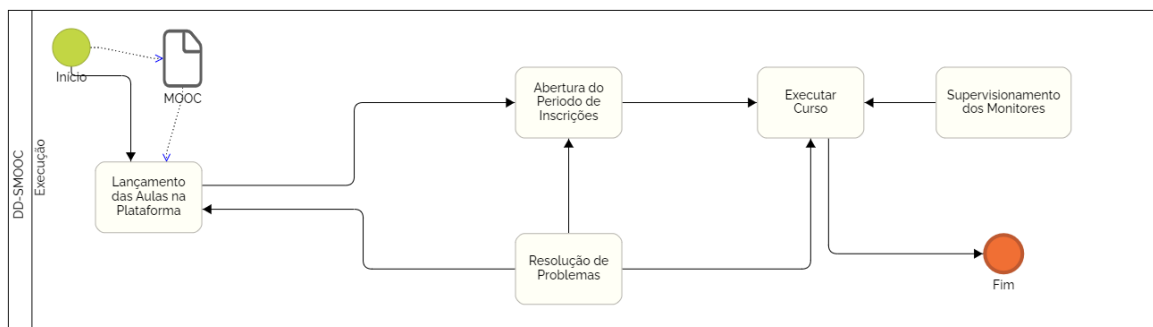 DD-SMOOC
Execução
Início
MOOC
Lançamento
das Aulas na
Plataforma
Abertura do
Periodo de
Inscrições
Executar
Curso
Supervisionamento
dos Monitores
Resolução de
Problemas
Fim